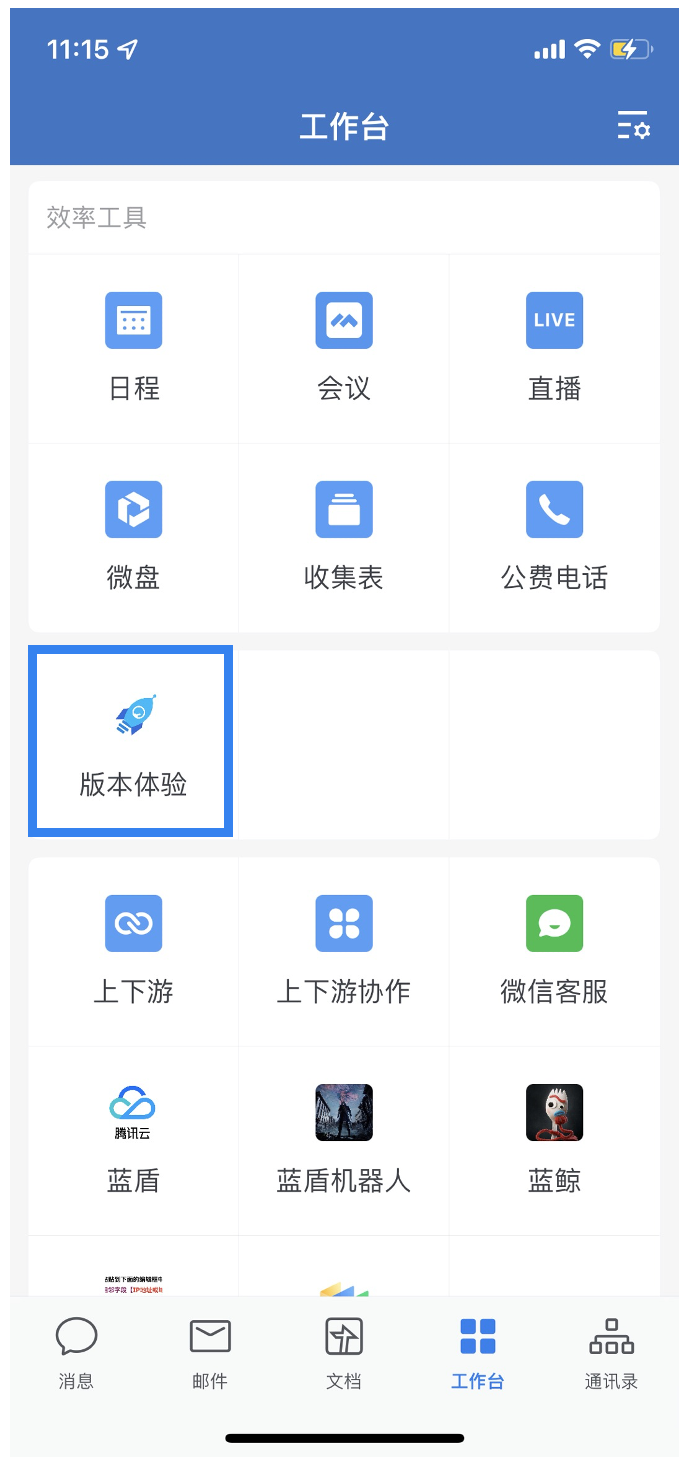 11:15
工作台
效率工具
日程
会议
LIVE
直播
微盘
收集表
公费电话
版本体验
上下游
上下游协作
微信客服
腾讯云
蓝盾
蓝盾机器人
蓝鲸
消息
邮件
文档
工作台
通讯录